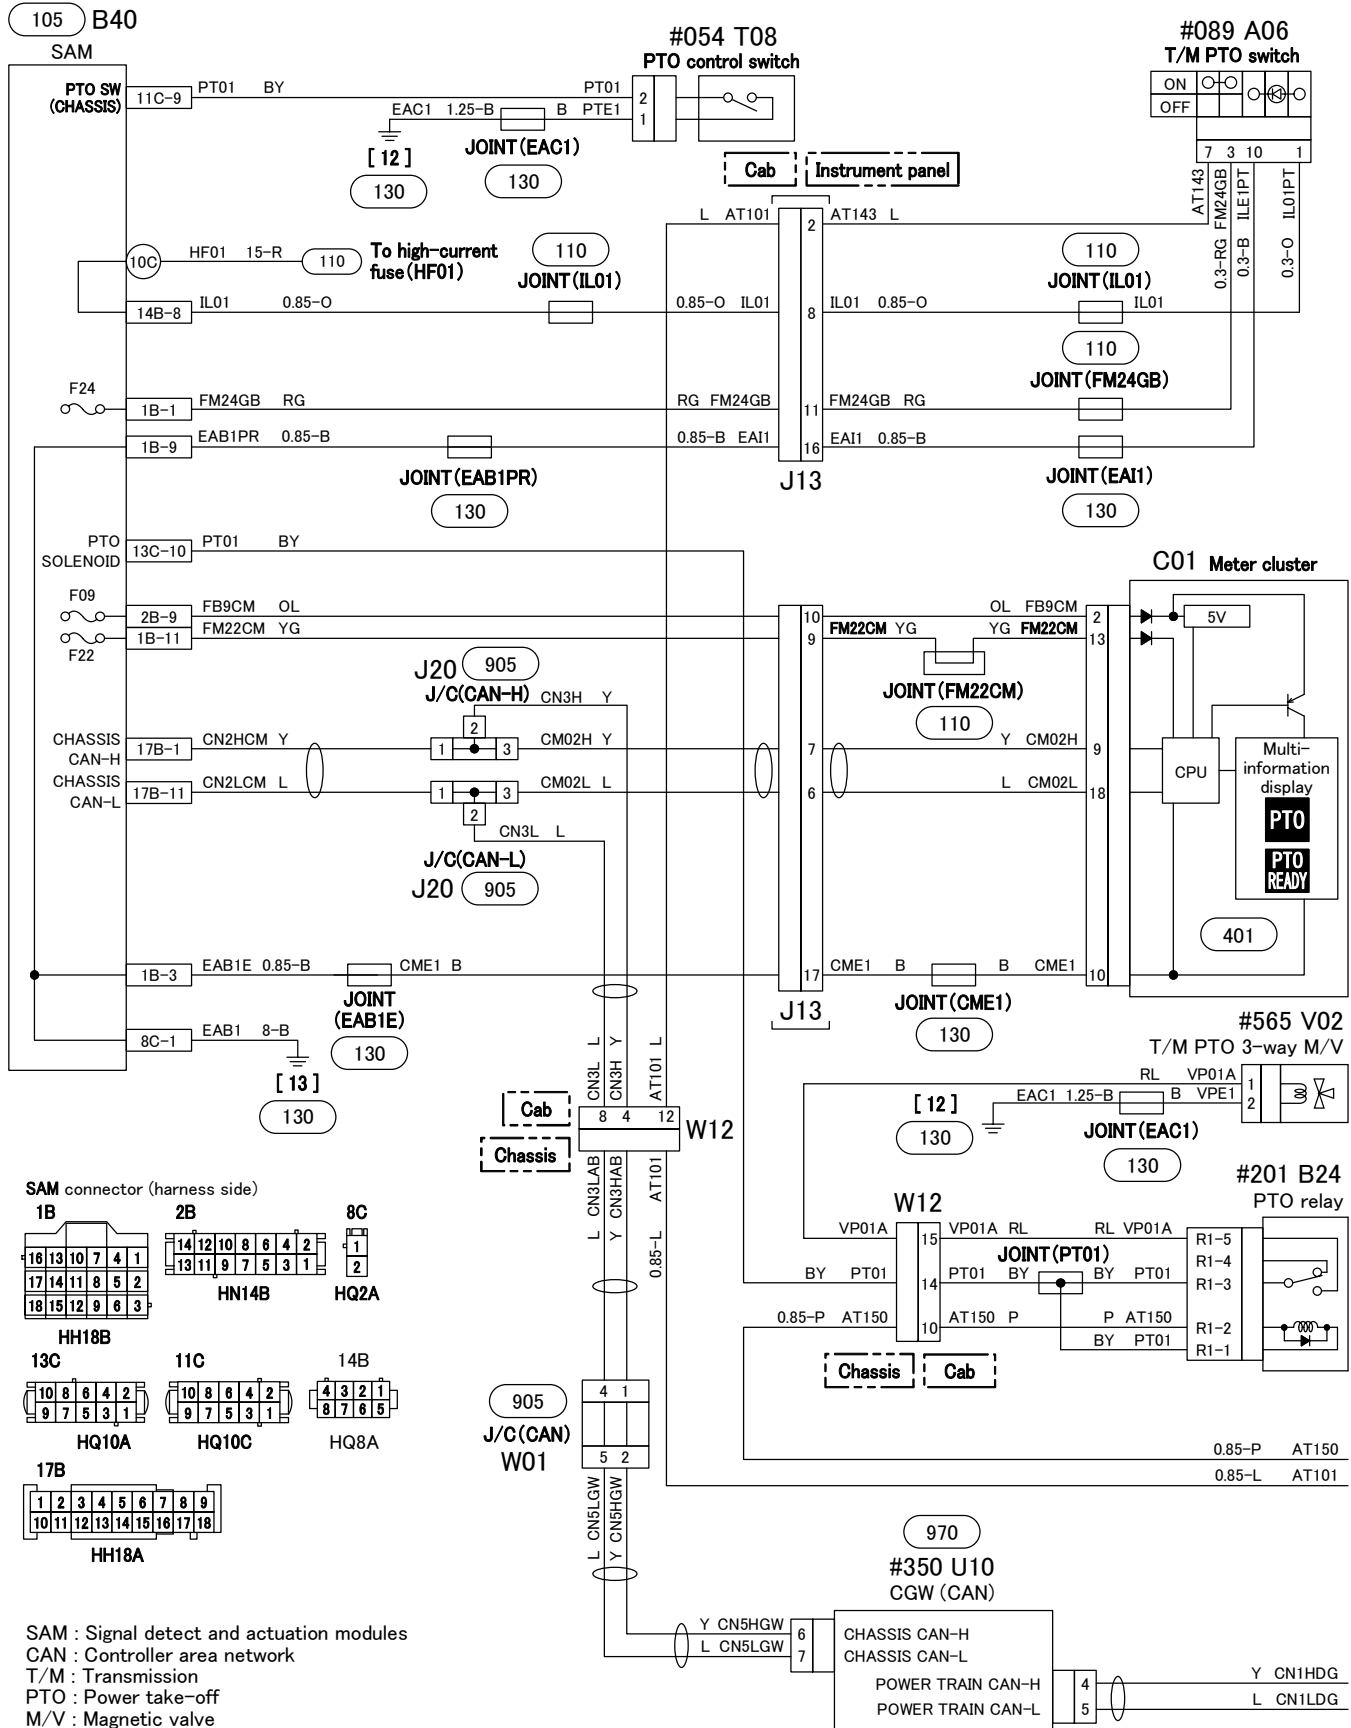 105 B40
SAM
#054 T08
PTO control switch
#089 A06
T/M PTO switch
ON
OFF
7 3 10 1
AT143
0.3-RG FM24GB
0.3-B ILE1PT
0.3-O IL01PT
PTO SW
(CHASSIS)
11C-9 PT01 BY PT01 2
EAC1 1.25-B B PTE1 1
[ 12 ]
130
JOINT(EAC1)
130
Cab
Instrument panel
L AT101 2 AT143 L
10C HF01 15-R 110 To high-current
fuse(HF01)
110
JOINT(IL01)
110
JOINT(IL01)
14B-8 IL01 0.85-O 0.85-O IL01 8 IL01 0.85-O IL01
110
JOINT(FM24GB)
F24
1B-1 FM24GB RG RG FM24GB 11 FM24GB RG
1B-9 EAB1PR 0.85-B 0.85-B EAI1 16 EAI1 0.85-B
JOINT(EAB1PR)
130
J13
JOINT(EAI1)
130
PTO
SOLENOID
13C-10 PT01 BY
C01 Meter cluster
F09
2B-9 FB9CM OL 10 OL FB9CM 2
1B-11 FM22CM YG 9 FM22CM YG YG FM22CM 13
F22
5V
JOINT(FM22CM)
110
J20 905
J/C(CAN-H)
CN3H Y
2
CHASSIS
CAN-H
17B-1 CN2HCM Y 1 3 CM02H Y 7 Y CM02H 9
CHASSIS
CAN-L
17B-11 CN2LCM L 1 3 CM02L L 6 L CM02L 18
2
CN3L L
J/C(CAN-L)
J20 905
CPU
Multi-
information
display
PTO
PTO
READY
401
1B-3 EAB1E 0.85-B CME1 B 17 CME1 B B CME1 10
JOINT
(EAB1E)
130
J13
JOINT(CME1)
130
8C-1 EAB1 8-B
[ 13 ]
130
CN3L L
CN3H Y
AT101 L
Cab
8 4 12 W12
Chassis
L CN3LAB
Y CN3HAB
0.85-L AT101
#565 V02
T/M PTO 3-way M/V
RL VP01A 1
EAC1 1.25-B B VPE1 2
[ 12 ]
130
JOINT(EAC1)
130
#201 B24
PTO relay
W12
VP01A 15 VP01A RL RL VP01A R1-5
JOINT(PT01)
R1-4
BY PT01 14 PT01 BY BY PT01 R1-3
0.85-P AT150 10 AT150 P P AT150 R1-2
BY PT01 R1-1
Chassis
Cab
SAM connector (harness side)
1B
16 13 10 7 4 1
17 14 11 8 5 2
18 15 12 9 6 3
HH18B
2B
14 12 10 8 6 4 2
13 11 9 7 5 3 1
HN14B
8C
1
2
HQ2A
13C
10 8 6 4 2
9 7 5 3 1
HQ10A
11C
10 8 6 4 2
9 7 5 3 1
HQ10C
14B
4 3 2 1
8 7 6 5
HQ8A
17B
1 2 3 4 5 6 7 8 9
10 11 12 13 14 15 16 17 18
HH18A
905
J/C(CAN)
W01
4 1
5 2
0.85-P AT150
0.85-L AT101
L CN5LGW
Y CN5HGW
970
#350 U10
CGW (CAN)
Y CN5HGW 6 CHASSIS CAN-H
L CN5LGW 7 CHASSIS CAN-L
POWER TRAIN CAN-H 4 Y CN1HDG
POWER TRAIN CAN-L 5 L CN1LDG
SAM : Signal detect and actuation modules
CAN : Controller area network
T/M : Transmission
PTO : Power take-off
M/V : Magnetic valve